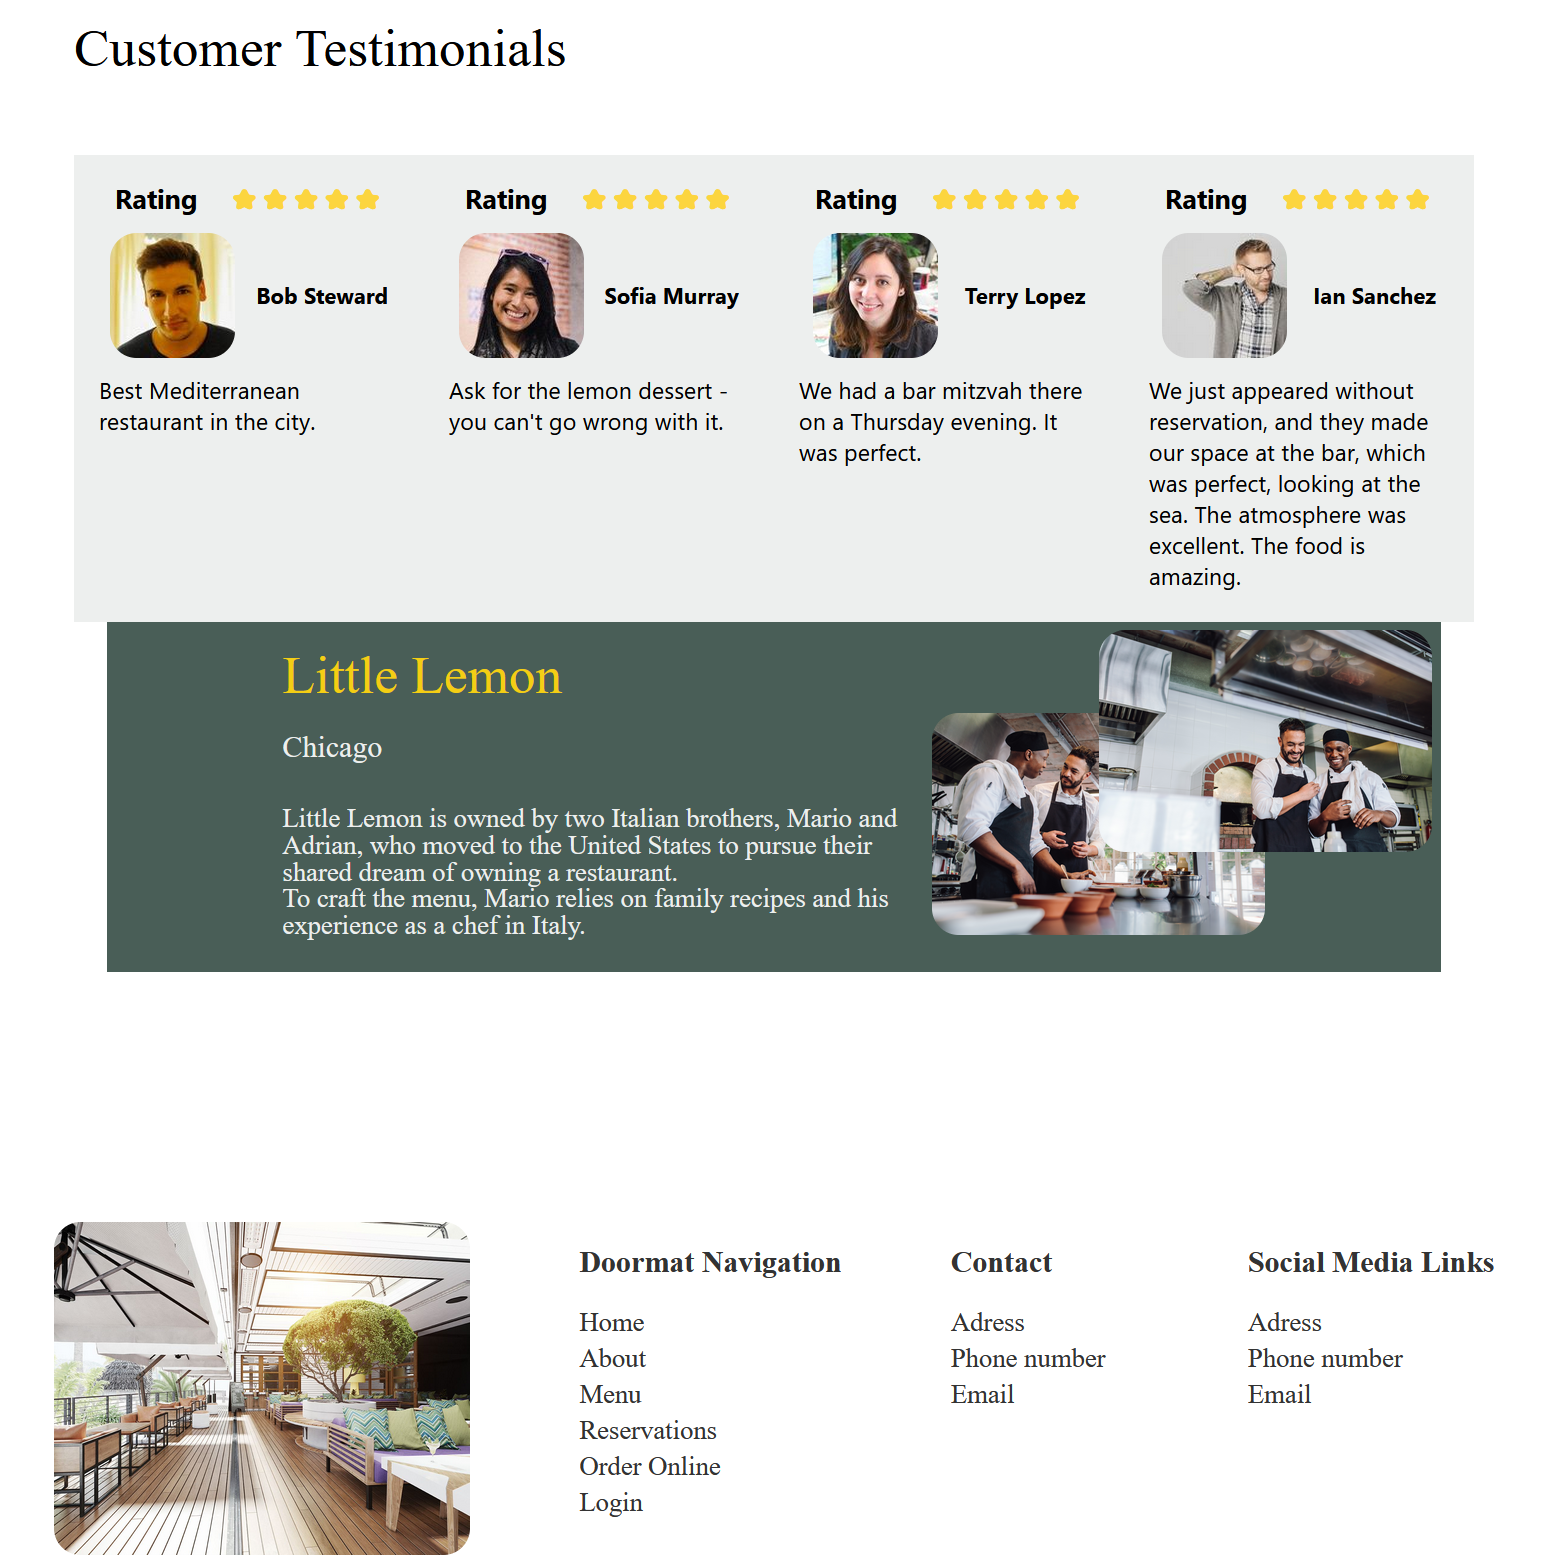 Customer Testimonials
Rating
Bob Steward
Best Mediterranean
restaurant in the city.
Rating
Sofia Murray
Ask for the lemon dessert -
you can't go wrong with it.
Rating
Terry Lopez
We had a bar mitzvah there
on a Thursday evening. It
was perfect.
Rating
Ian Sanchez
We just appeared without
reservation, and they made
our space at the bar, which
was perfect, looking at the
sea. The atmosphere was
excellent. The food is
amazing.
Little Lemon
Chicago
Little Lemon is owned by two Italian brothers, Mario and
Adrian, who moved to the United States to pursue their
shared dream of owning a restaurant.
To craft the menu, Mario relies on family recipes and his
experience as a chef in Italy.
Doormat Navigation
Home
About
Menu
Reservations
Order Online
Login
Contact
Adress
Phone number
Email
Social Media Links
Adress
Phone number
Email